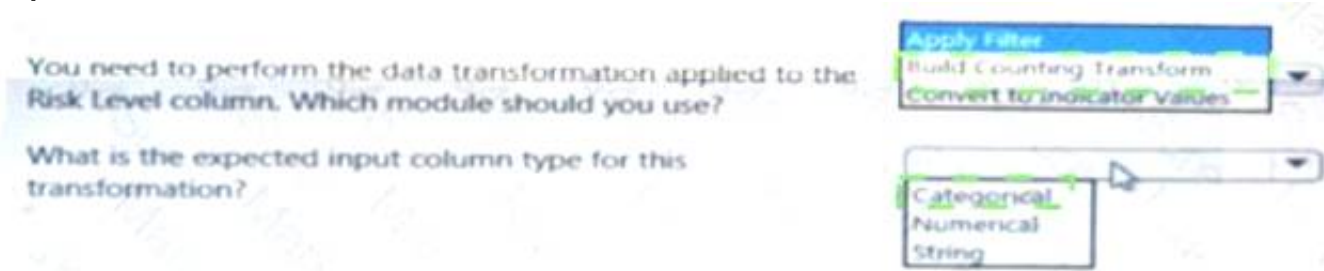 You need to perform the data transformation applied to the
Risk Level column. Which module should you use?
Apply Filter
Build Counting Transform
Convert to Indicator Values
What is the expected input column type for this
transformation?
Categorical
Numerical
String